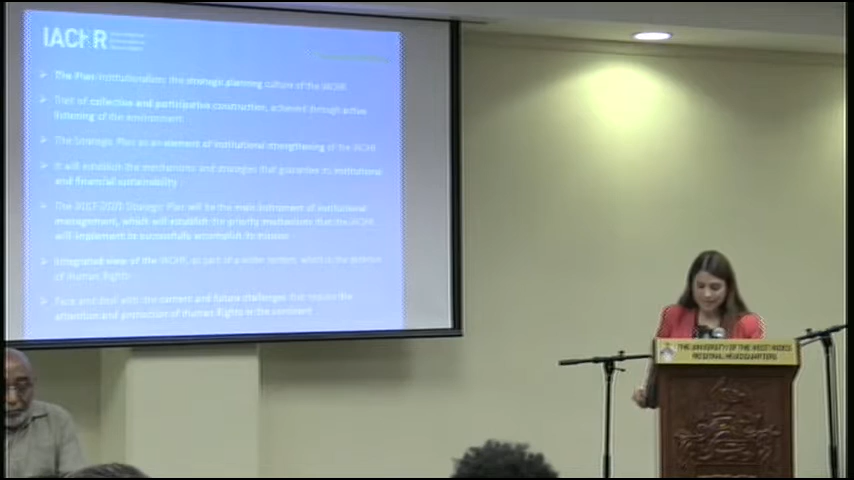 IACHR
The Plan institutionalizes the strategic planning culture of the IACHR
Trait of collective and participative construction, achieved through active
listening of the environment
The Strategic Plan as an element of institutional strengthening of the IACHR
It will establish the mechanisms and strategies that guarantee its institutional
and financial sustainability
The 2017-2021 Strategic Plan will be the main instrument of institutional
management, which will establish the priority mechanisms that the IACHR
will implement to successfully accomplish its mission
Integrated view of the IACHR, as part of a wider system, which is the defense
of Human Rights
Face and deal with the current and future challenges that require the
attention and protection of Human Rights in the continent
THE UNIVERSITY OF THE WEST INDIES
REGIONAL HEADQUARTERS